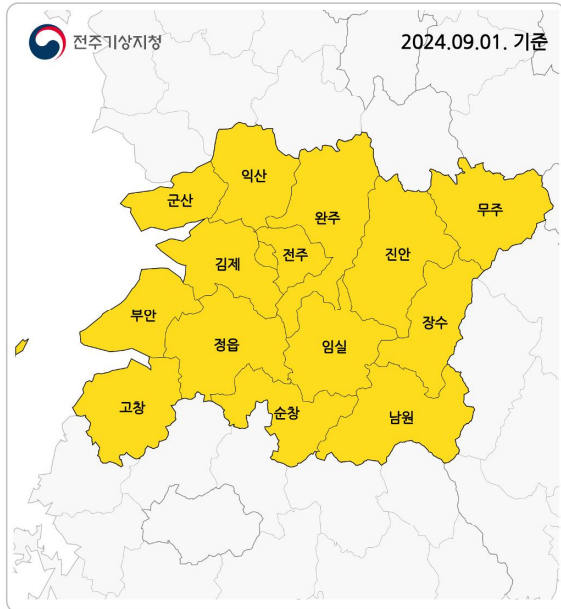 전주기상지청
2024.09.01. 기준
익산
군산
완주
무주
전주
진안
김제
부안
장수
정읍
임실
고창
순창
남원